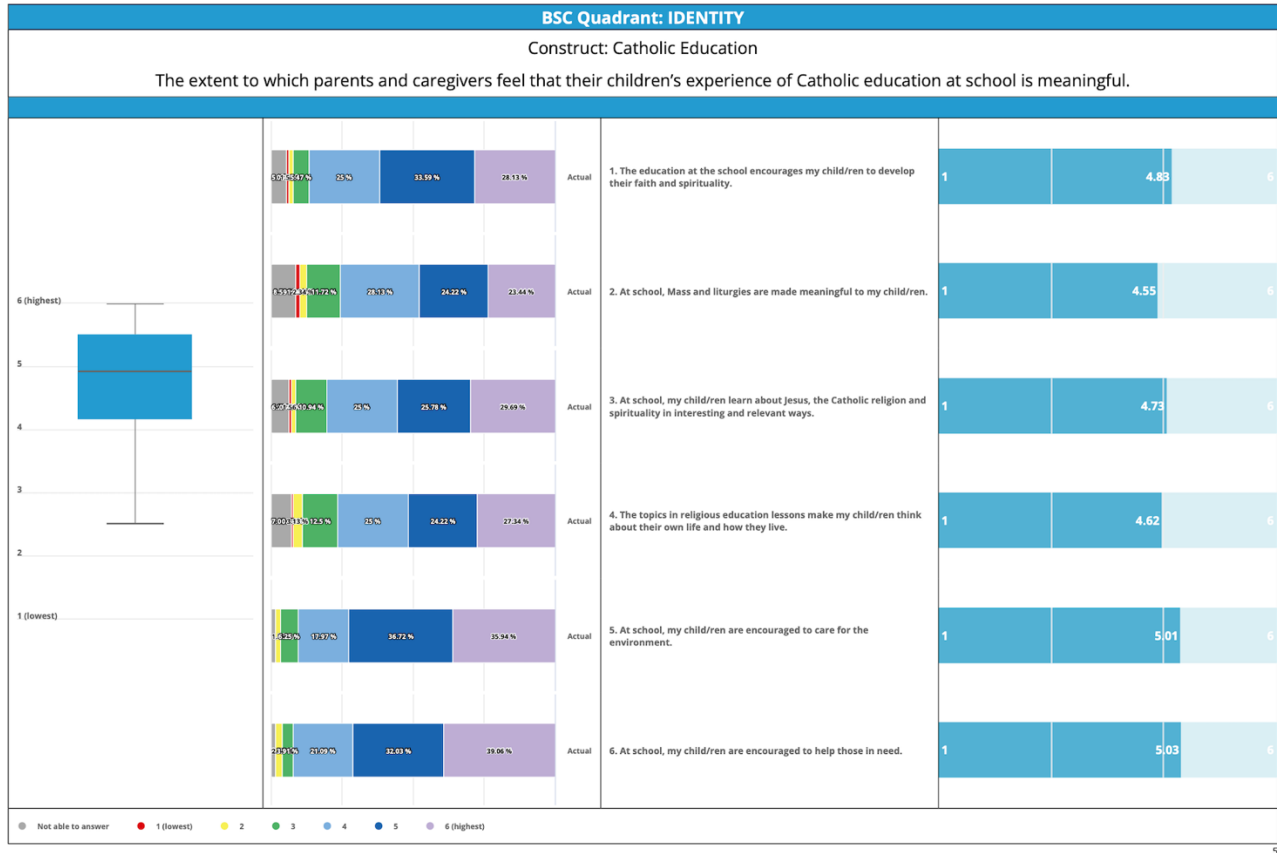 BSC Quadrant: IDENTITY
Construct: Catholic Education
The extent to which parents and caregivers feel that their children's experience of Catholic education at school is meaningful.
6 (highest)
5
4
3
2
1 (lowest)
25 %
33.59 %
28.13 %
Actual
1. The education at the school encourages my child/ren to develop
their faith and spirituality.
1
4.83
6
11.72 %
28.13 %
24.22 %
23.44 %
Actual
2. At school, Mass and liturgies are made meaningful to my child/ren.
1
4.55
6
10.94 %
25 %
25.78 %
29.69 %
Actual
3. At school, my child/ren learn about Jesus, the Catholic religion and
spirituality in interesting and relevant ways.
1
4.73
6
12.5 %
25 %
24.22 %
27.34 %
Actual
4. The topics in religious education lessons make my child/ren think
about their own life and how they live.
1
4.62
6
6.25 %
17.97 %
36.72 %
35.94 %
Actual
5. At school, my child/ren are encouraged to care for the
environment.
1
5.01
6
3.91 %
21.09 %
32.03 %
39.06 %
Actual
6. At school, my child/ren are encouraged to help those in need.
1
5.03
6
Not able to answer
1 (lowest)
2
3
4
5
6 (highest)
5